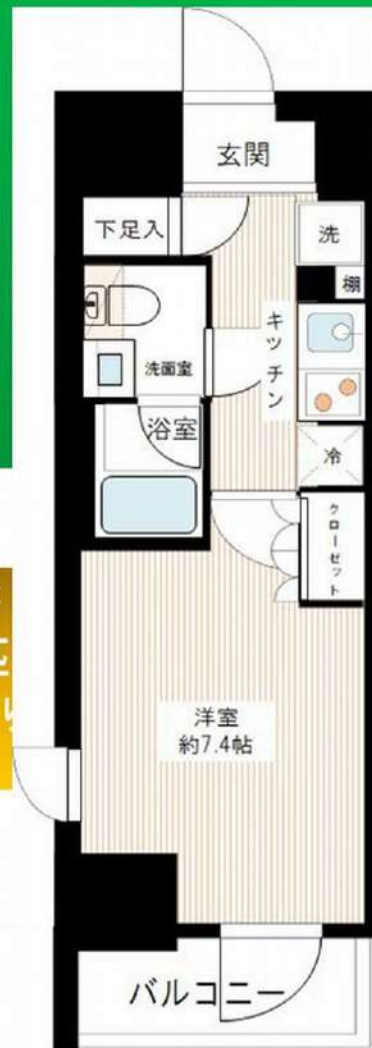 玄関
下足入
洗
棚
洗面室
キッチン
浴室
冷
クローゼット
洋室
約7.4帖
バルコニー